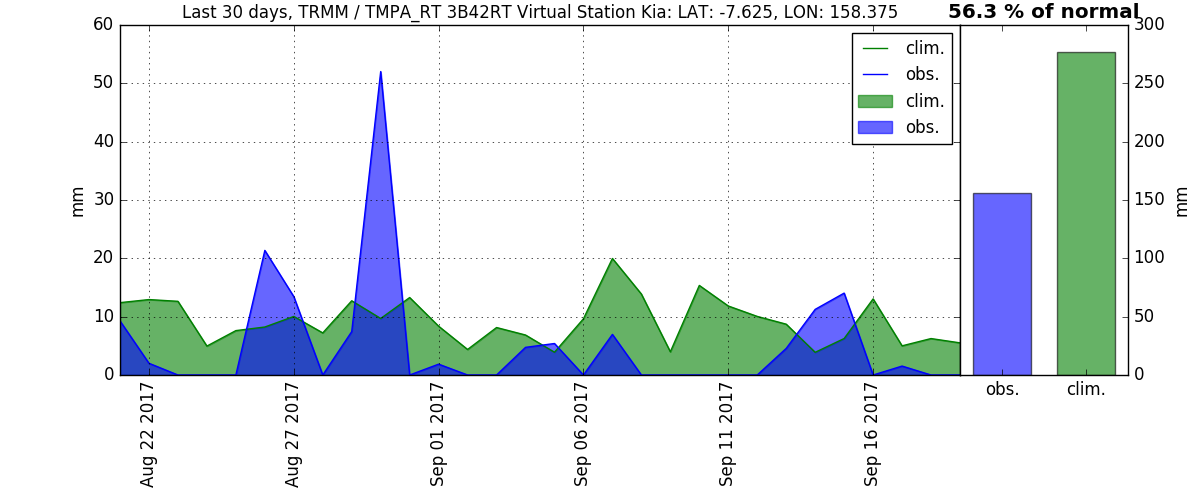 Last 30 days, TRMM / TMPA_RT 3B42RT Virtual Station Kia: LAT: -7.625, LON: 158.375
56.3 % of normal
60
50
40
30
20
10
0
mm
clim.
obs.
clim.
obs.
300
250
200
150
100
50
0
mm
obs.
clim.
Aug 22 2017
Aug 27 2017
Sep 01 2017
Sep 06 2017
Sep 11 2017
Sep 16 2017